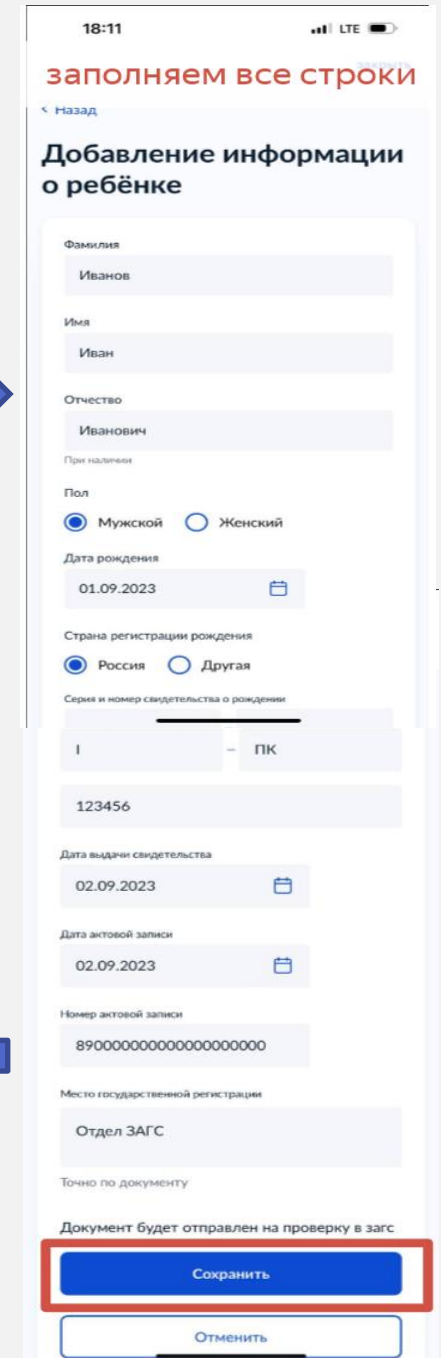 18:11 LTE
закрыть
заполняем все строки
< Назад
Добавление информации
о ребёнке
Фамилия
Иванов
Имя
Иван
Отчество
Иванович
При наличии
Пол
Мужской Женский
Дата рождения
01.09.2023
Страна регистрации рождения
Россия Другая
Серия и номер свидетельства о рождении
I – ПК
123456
Дата выдачи свидетельства
02.09.2023
Дата актовой записи
02.09.2023
Номер актовой записи
890000000000000000000
Место государственной регистрации
Отдел ЗАГС
Точно по документу
Документ будет отправлен на проверку в загс
Сохранить
Отменить